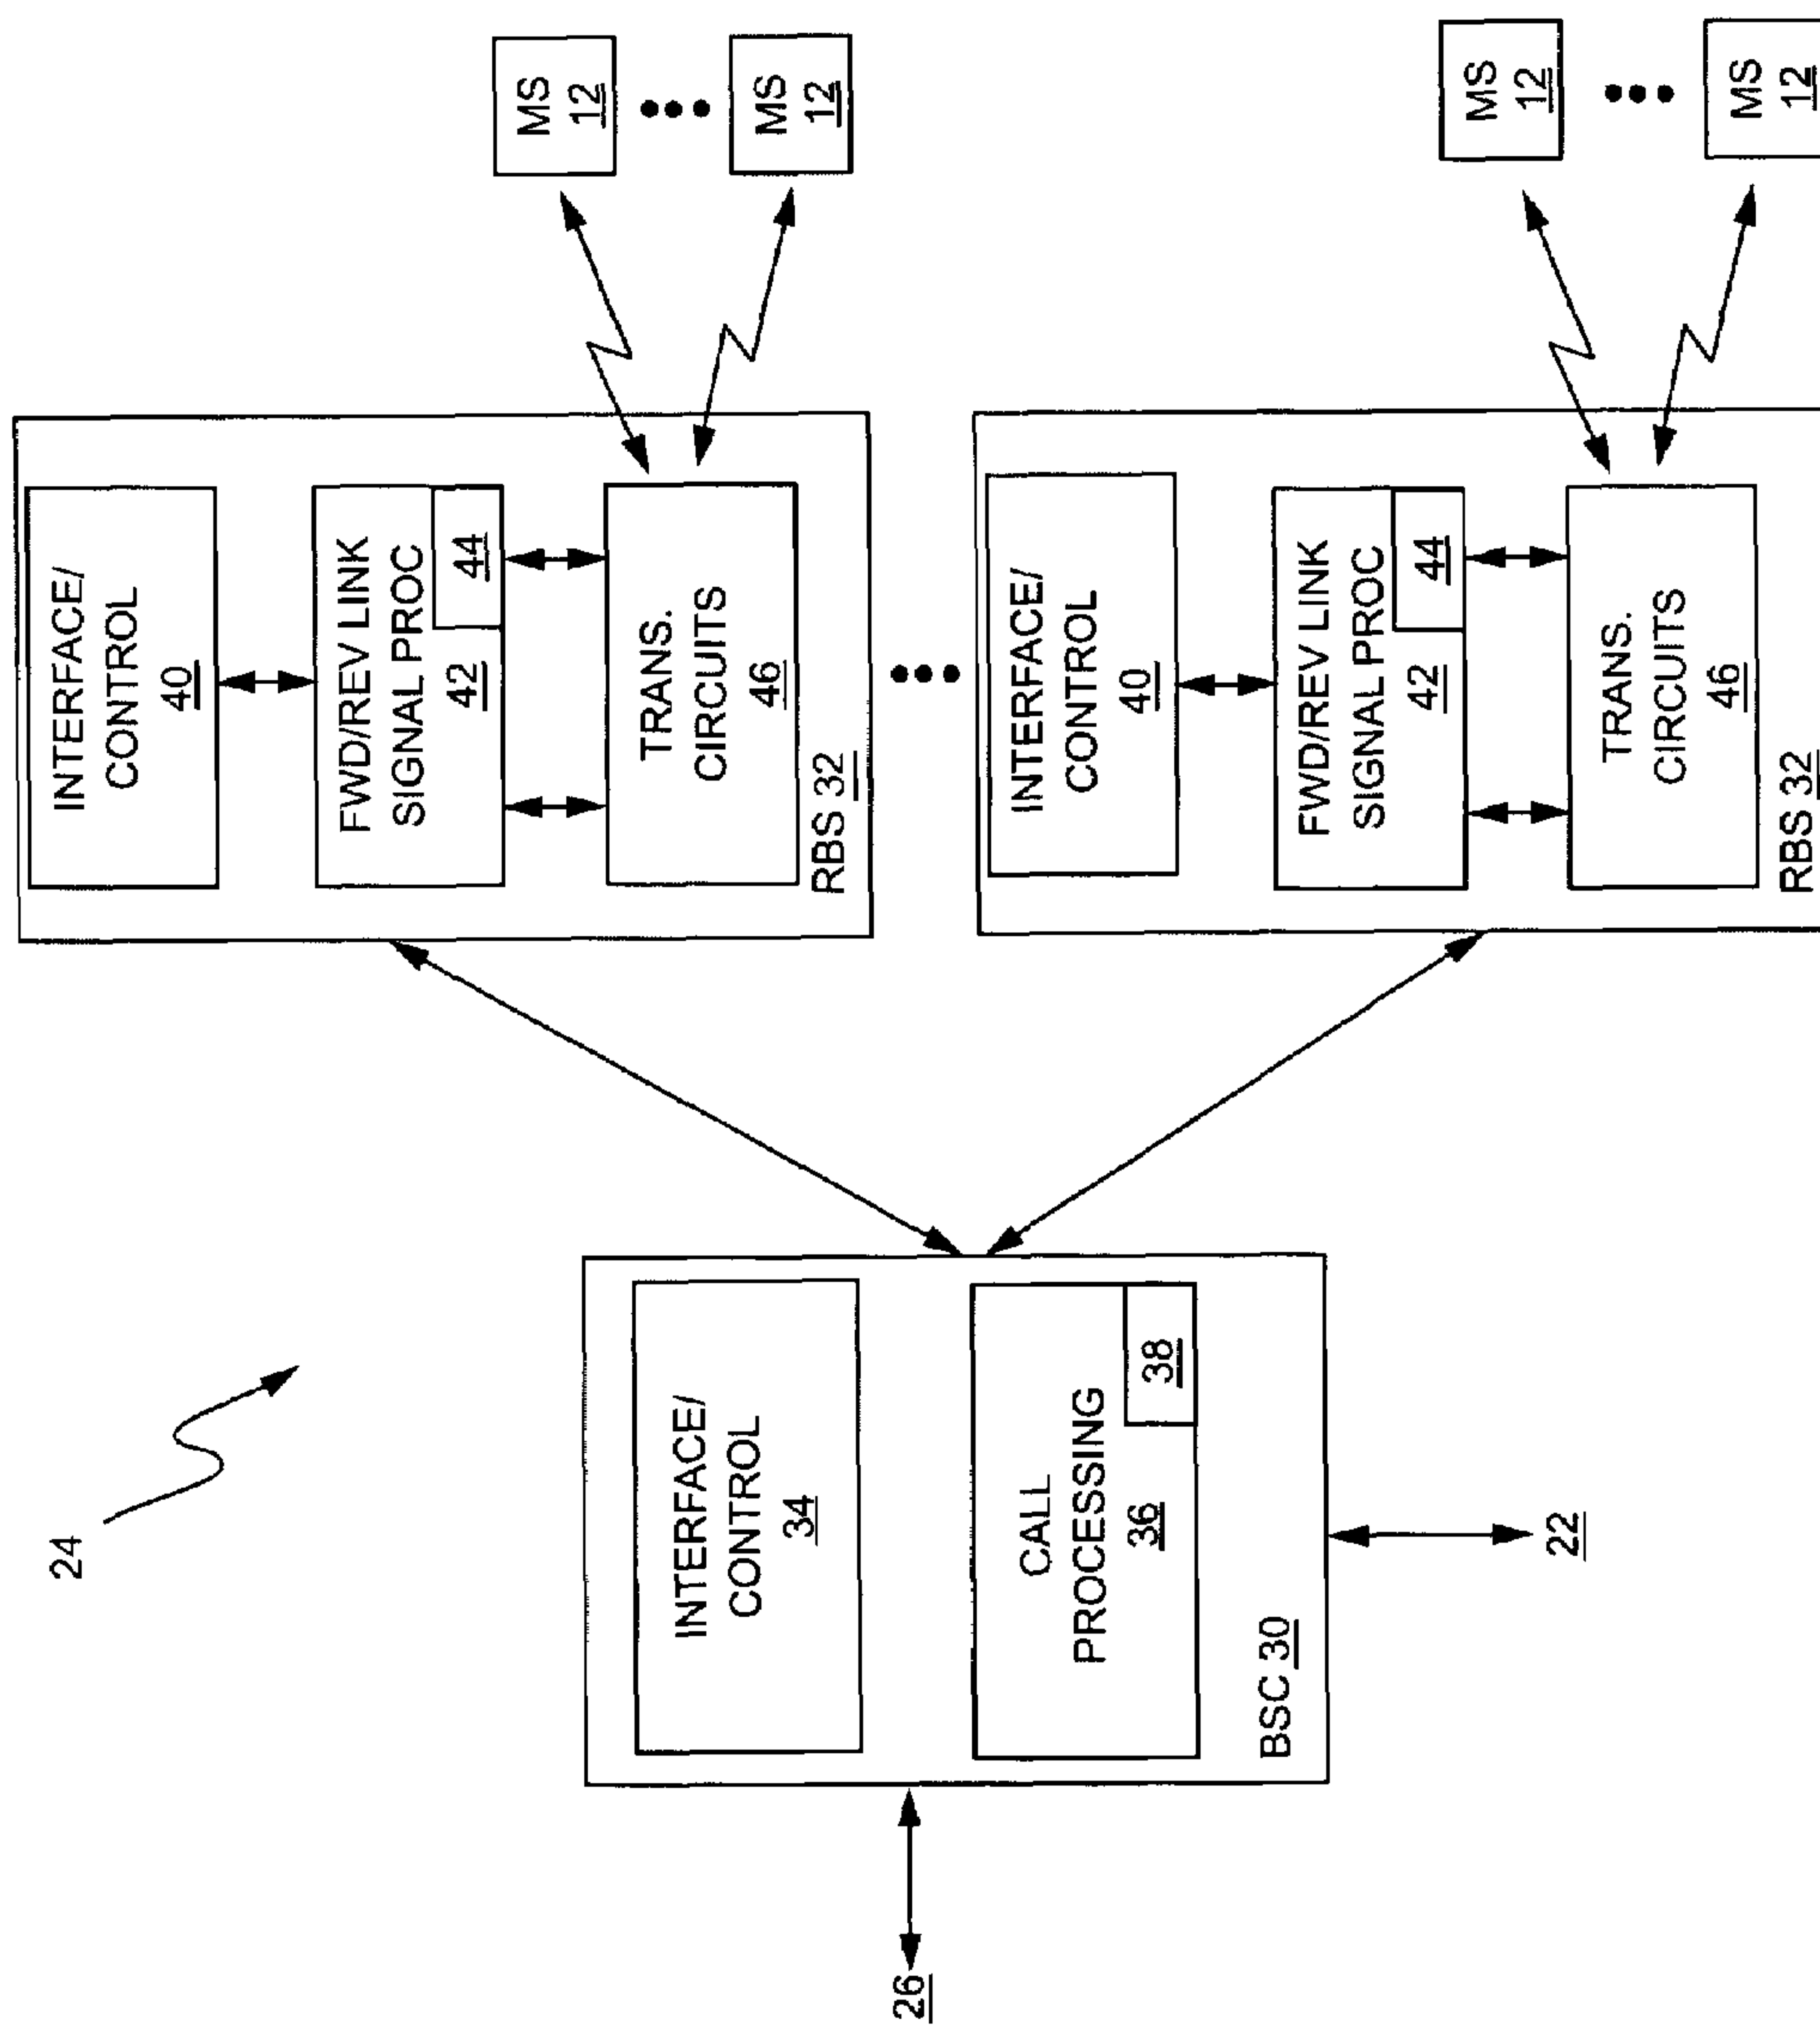 24
26
22
INTERFACE/
CONTROL
34
CALL
PROCESSING
36
38
BSC 30
INTERFACE/
CONTROL
40
FWD/REV LINK
SIGNAL PROC
42
44
TRANS.
CIRCUITS
46
RBS 32
INTERFACE/
CONTROL
40
FWD/REV LINK
SIGNAL PROC
42
44
TRANS.
CIRCUITS
46
RBS 32
MS
12
MS
12
MS
12
MS
12